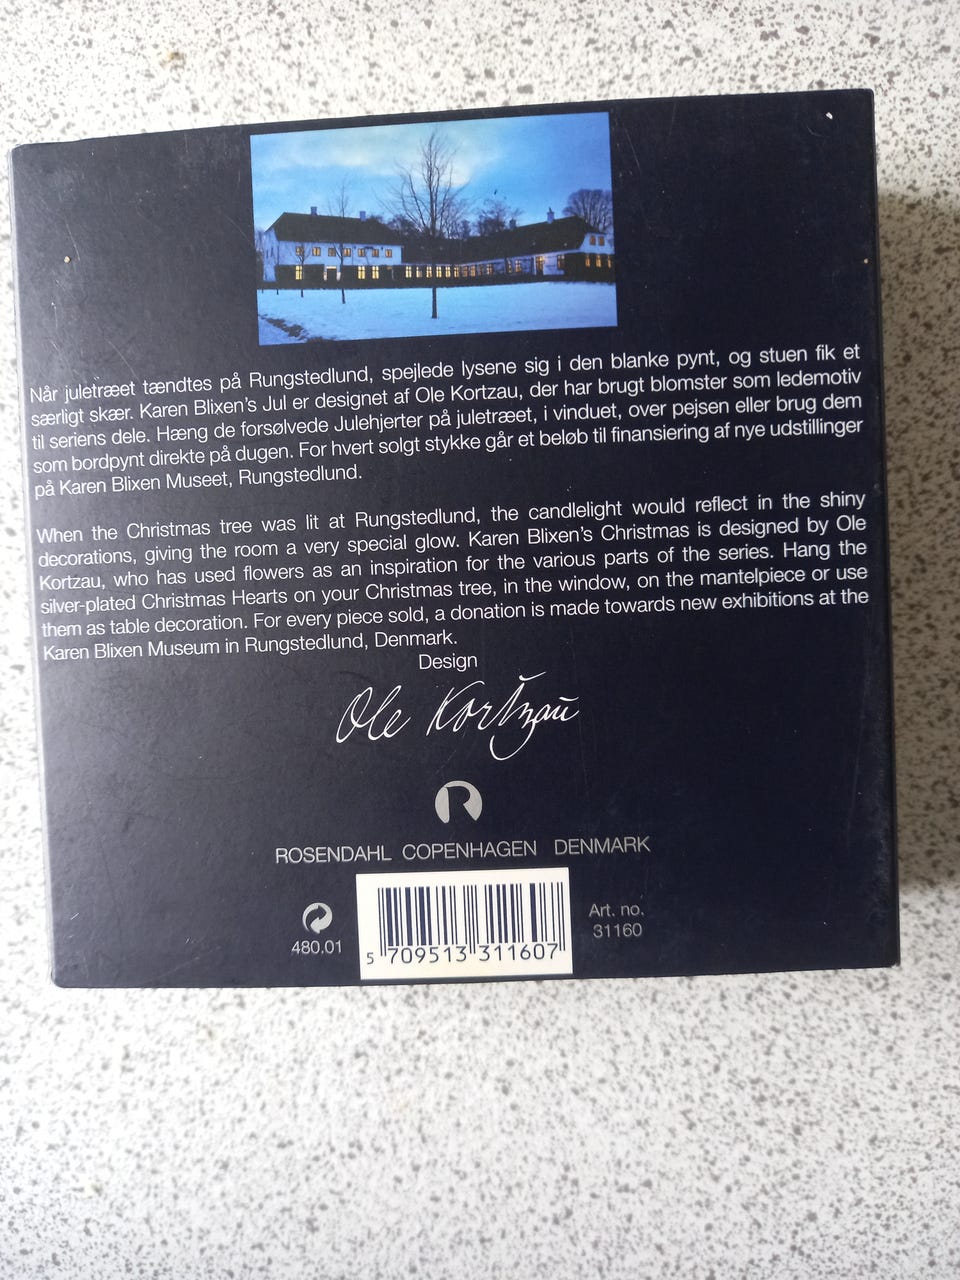 Når juletræet tændtes på Rungstedlund, spejlede lysene sig i den blanke pynt, og stuen fik et
særligt skær. Karen Blixen's Jul er designet af Ole Kortzau, der har brugt blomster som ledemotiv
til seriens dele. Hæng de forsølvede Julehjerter på juletræet, i vinduet, over pejsen eller brug dem
som bordpynt direkte på dugen. For hvert solgt stykke går et beløb til finansiering af nye udstillinger
på Karen Blixen Museet, Rungstedlund.
When the Christmas tree was lit at Rungstedlund, the candlelight would reflect in the shiny
decorations, giving the room a very special glow. Karen Blixen's Christmas is designed by Ole
Kortzau, who has used flowers as an inspiration for the various parts of the series. Hang the
silver-plated Christmas Hearts on your Christmas tree, in the window, on the mantelpiece or use
them as table decoration. For every piece sold, a donation is made towards new exhibitions at the
Karen Blixen Museum in Rungstedlund, Denmark.
Design
Ole Kortzau
R
ROSENDAHL COPENHAGEN DENMARK
480.01
5 709513 311607
Art. no.
31160